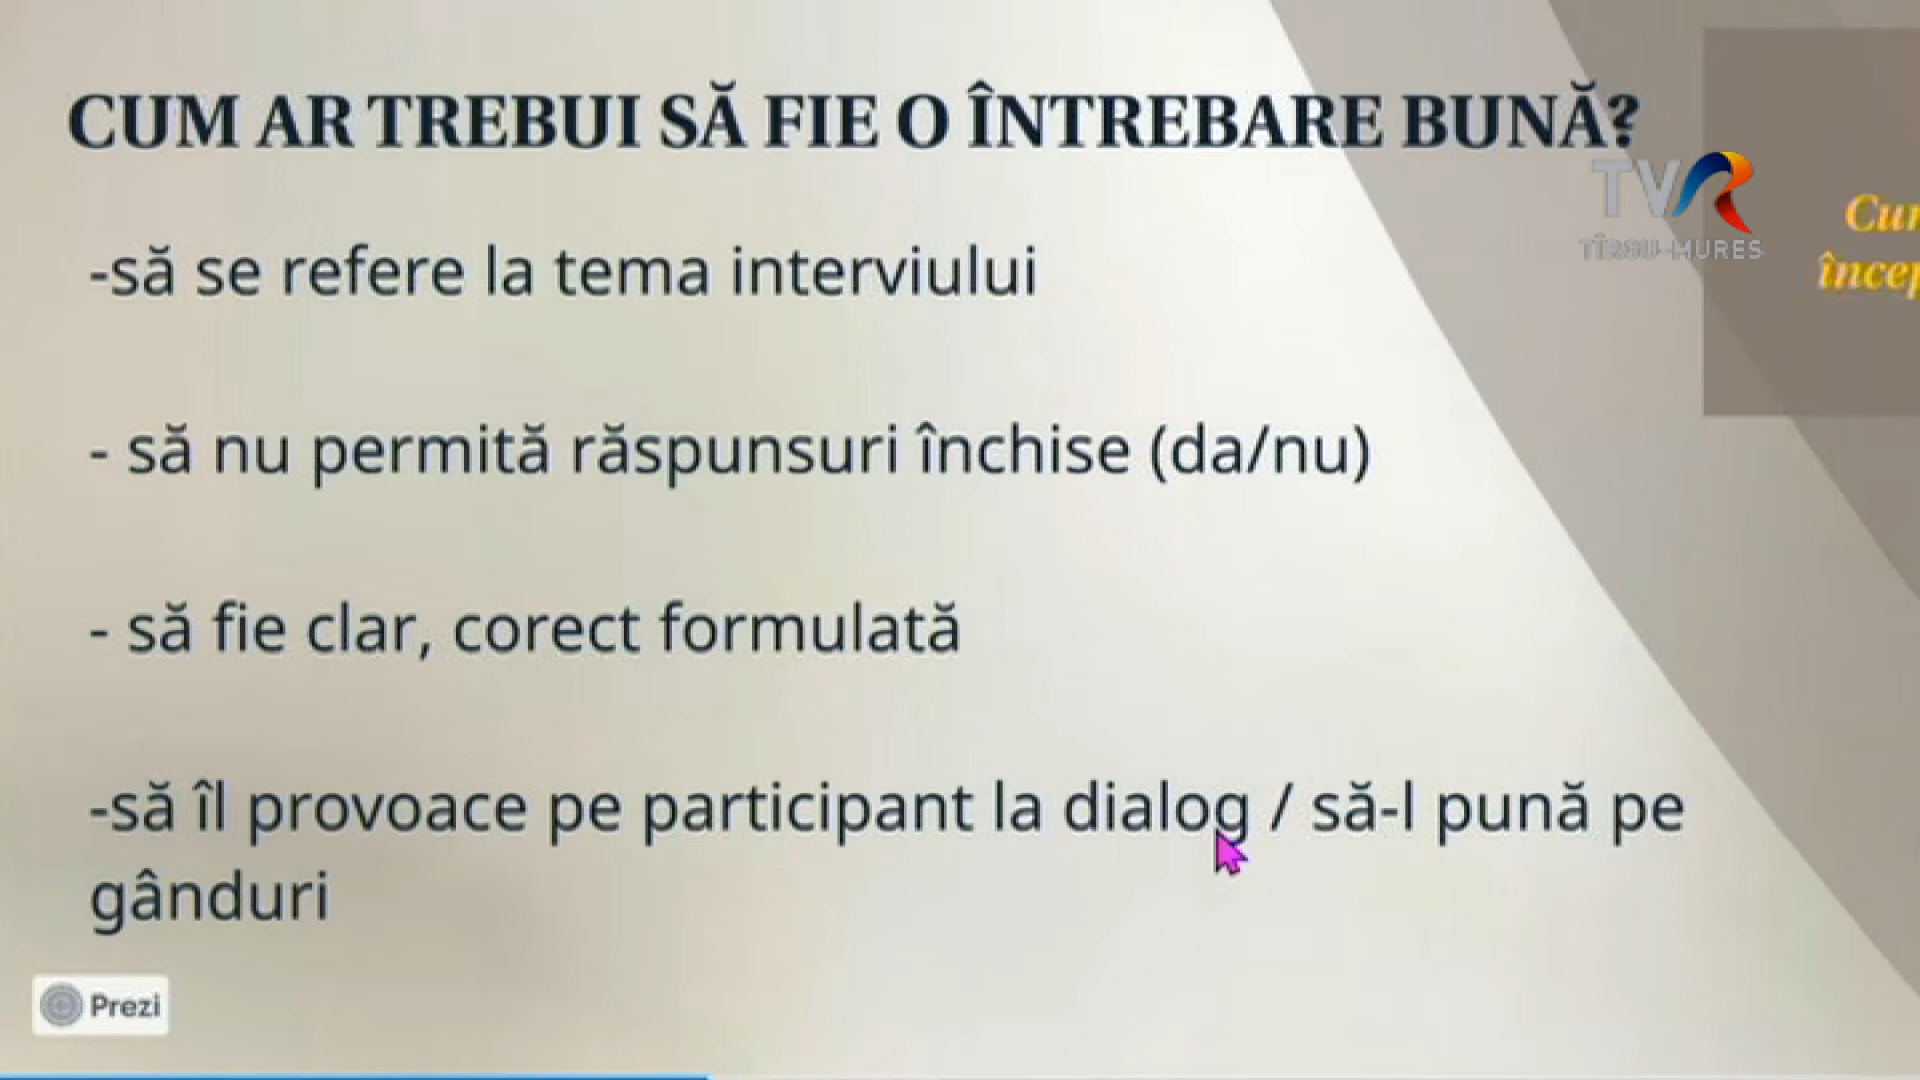 CUM AR TREBUI SĂ FIE O ÎNTREBARE BUNĂ?
TVR
TÎRGU-MUREȘ
-să se refere la tema interviului
- să nu permită răspunsuri închise (da/nu)
- să fie clar, corect formulată
-să îl provoace pe participant la dialog / să-l pună pe
gânduri
Prezi